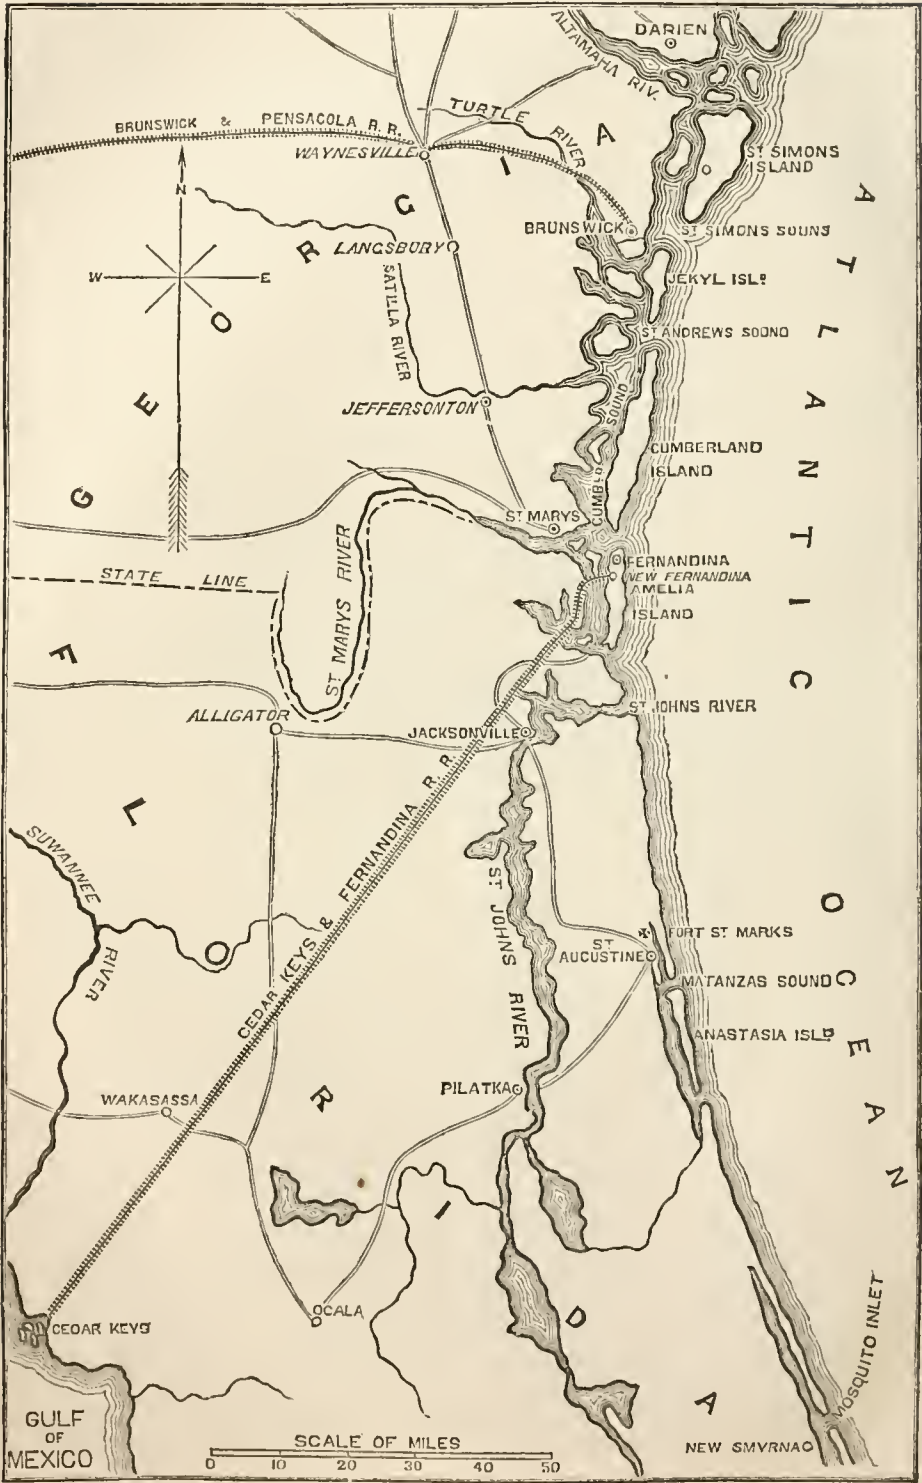 DARIEN
ALTAMAHA RIV.
TURTLE RIVER
BRUNSWICK & PENSACOLA R.R.
WAYNESVILLE
ST SIMONS
ISLAND
N
W E
GEORGIA
LANGSBURY
BRUNSWICK
ST SIMONS SOUND
SATILLA RIVER
JEKYL ISLD.
ST ANDREWS SOUND
ATLANTIC OCEAN
JEFFERSONTON
CUMBERLAND
ISLAND
CUMBLD SOUND
ST MARYS
ST MARYS RIVER
FERNANDINA
NEW FERNANDINA
AMELIA
ISLAND
STATE LINE
FLORIDA
ALLIGATOR
JACKSONVILLE
ST JOHNS RIVER
CEDAR KEYS & FERNANDINA R.R.
SUWANNEE
RIVER
ST JOHNS
RIVER
FORT ST MARKS
ST
AUGUSTINE
MATANZAS SOUND
ANASTASIA ISLD.
PILATKA
WAKASASSA
OCALA
CEDAR KEYS
GULF
OF
MEXICO
MOSQUITO INLET
NEW SMYRNA
SCALE OF MILES
0 10 20 30 40 50